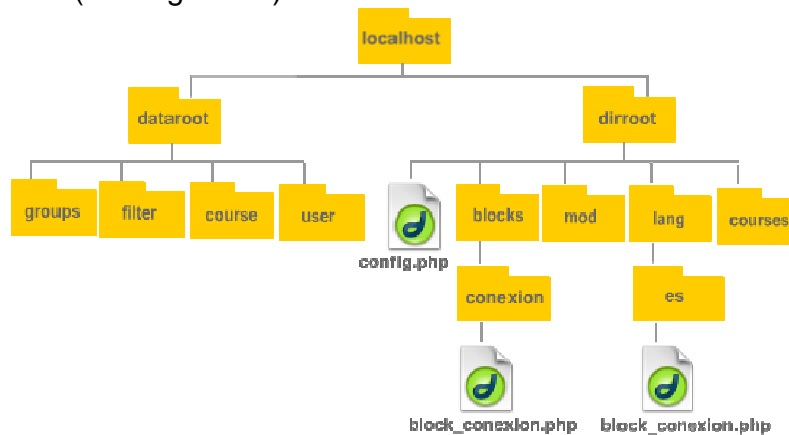 localhost
dataroot dirroot
groups filter course user blocks mod lang courses
config.php
conexion es
block_conexion.php block_conexion.php